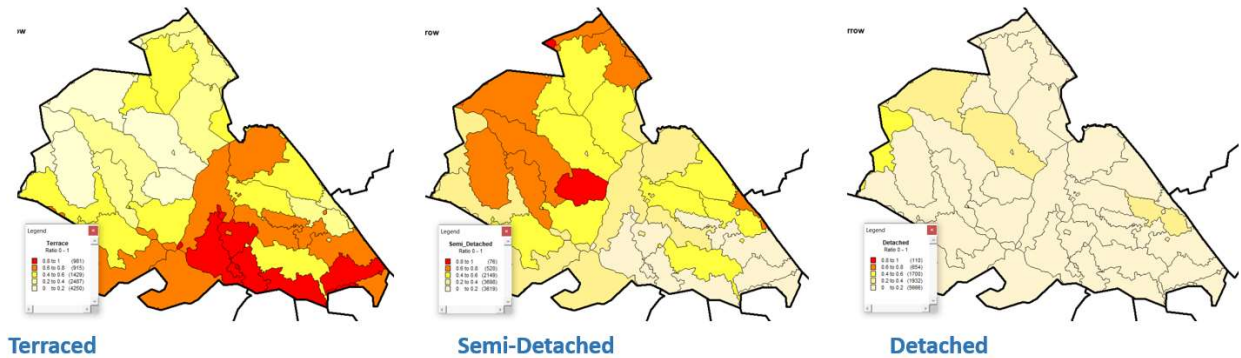 ow
Legend
Terrace
Ratio 0 - 1
0.8 to 1 (981)
0.6 to 0.8 (915)
0.4 to 0.6 (1429)
0.2 to 0.4 (2487)
0 to 0.2 (4250)
Terraced
rrow
Legend
Semi_Detached
Ratio 0 - 1
0.8 to 1 (76)
0.6 to 0.8 (520)
0.4 to 0.6 (2149)
0.2 to 0.4 (3698)
0 to 0.2 (3619)
Semi-Detached
rrow
Legend
Detached
Ratio 0 - 1
0.8 to 1 (110)
0.6 to 0.8 (654)
0.4 to 0.6 (1700)
0.2 to 0.4 (1932)
0 to 0.2 (5666)
Detached